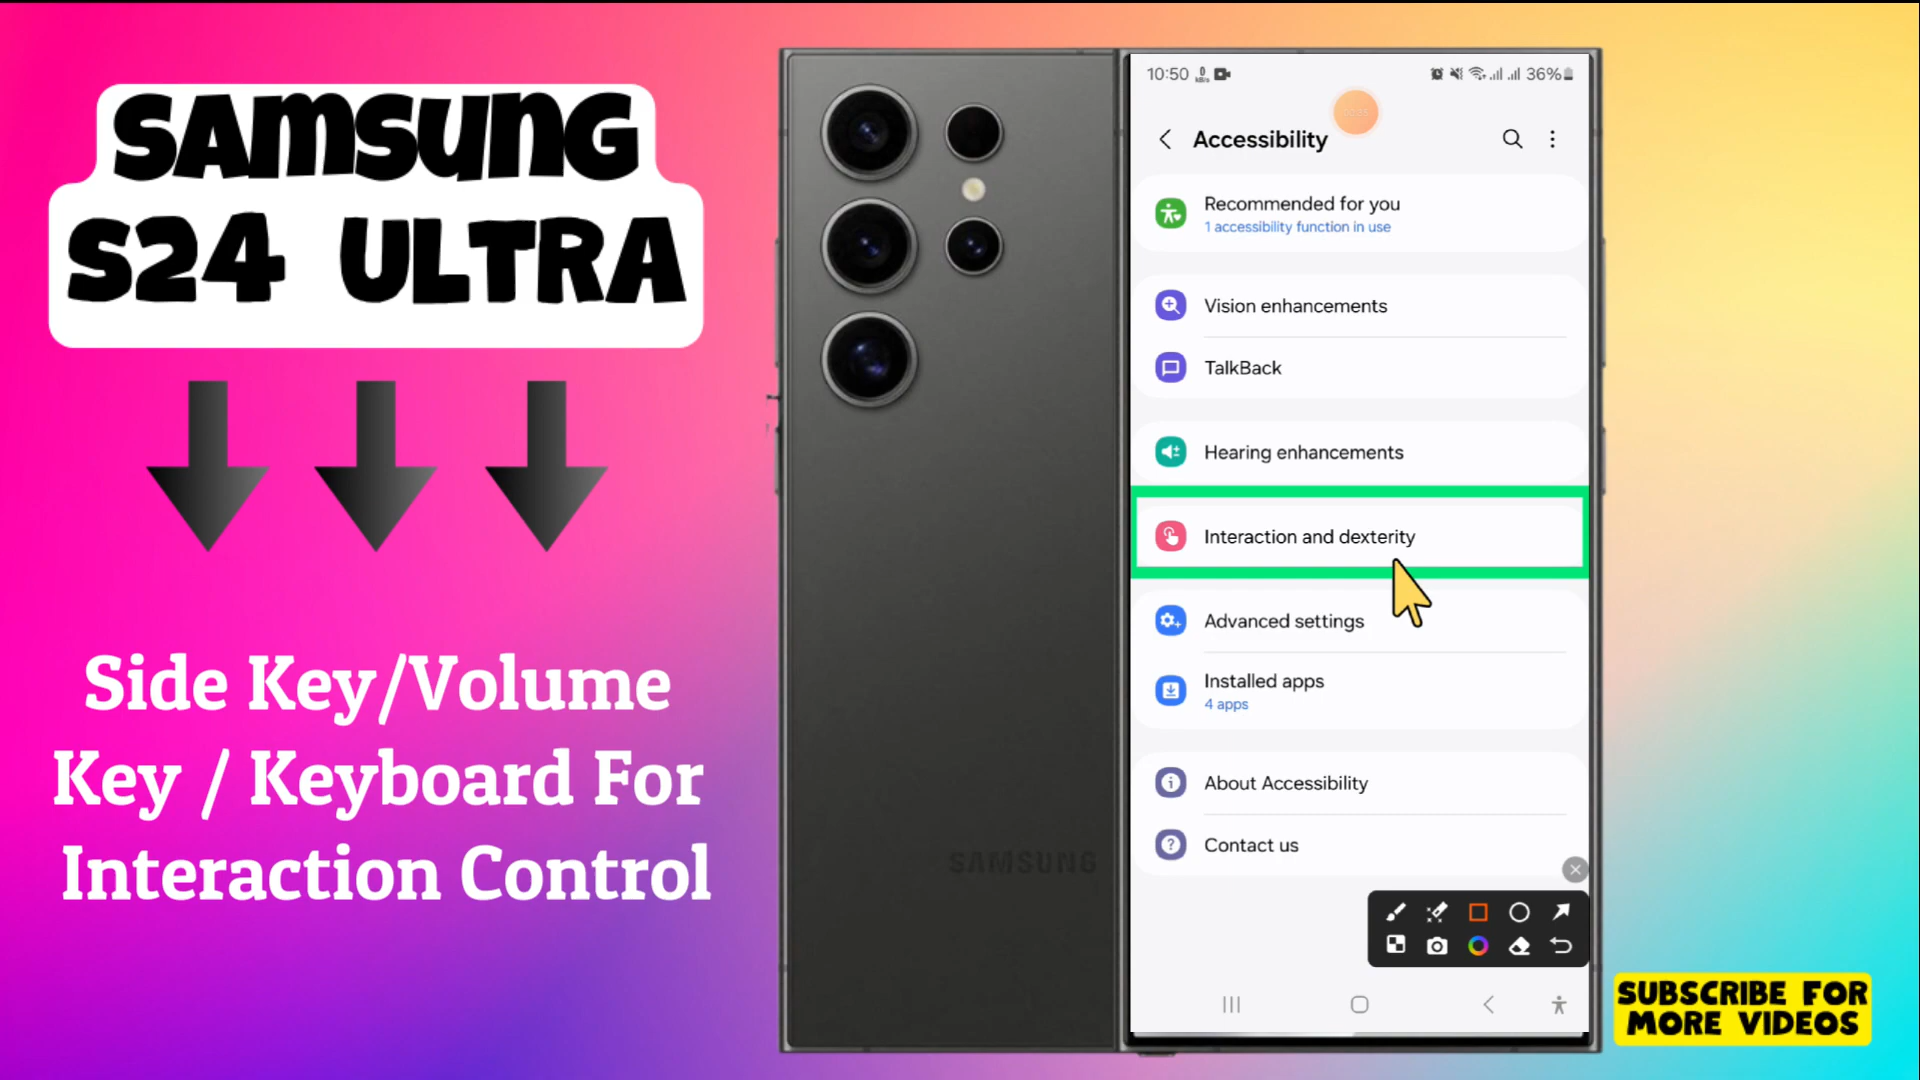 SAMSUNG
S24 ULTRA
Side Key/Volume
Key / Keyboard For
Interaction Control
SAMSUNG
10:50
0
36%
Accessibility
Recommended for you
1 accessibility function in use
Vision enhancements
TalkBack
Hearing enhancements
Interaction and dexterity
Advanced settings
Installed apps
4 apps
About Accessibility
Contact us
SUBSCRIBE FOR
MORE VIDEOS